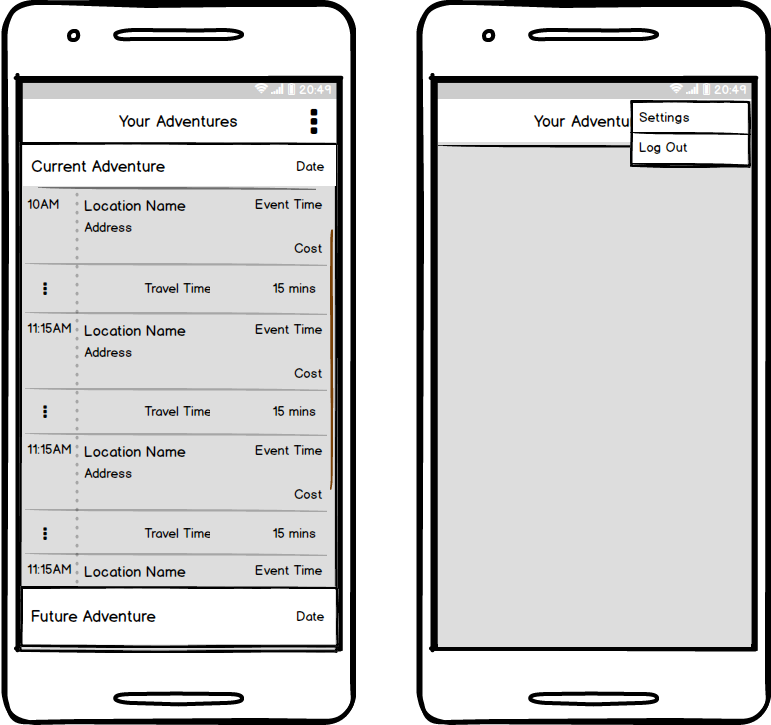 20:49
Your Adventures
Current Adventure Date
10AM Location Name Event Time
Address
Cost
Travel Time 15 mins
11:15AM Location Name Event Time
Address
Cost
Travel Time 15 mins
11:15AM Location Name Event Time
Address
Cost
Travel Time 15 mins
11:15AM Location Name Event Time
Future Adventure Date
20:49
Your Adventu
Settings
Log Out